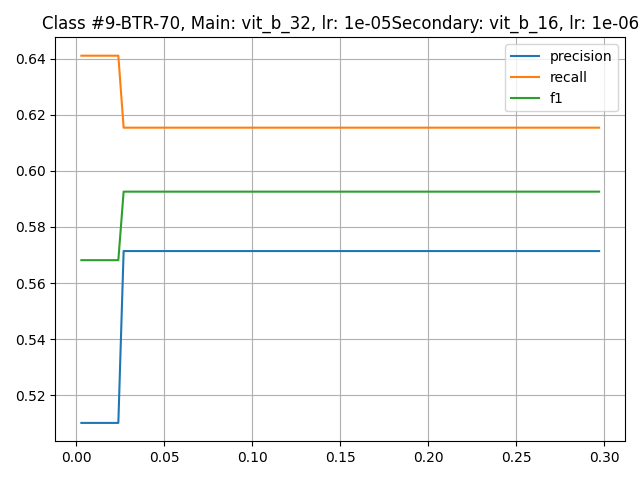 Class #9-BTR-70, Main: vit_b_32, lr: 1e-05Secondary: vit_b_16, lr: 1e-06
precision
recall
f1
0.64
0.62
0.60
0.58
0.56
0.54
0.52
0.00 0.05 0.10 0.15 0.20 0.25 0.30